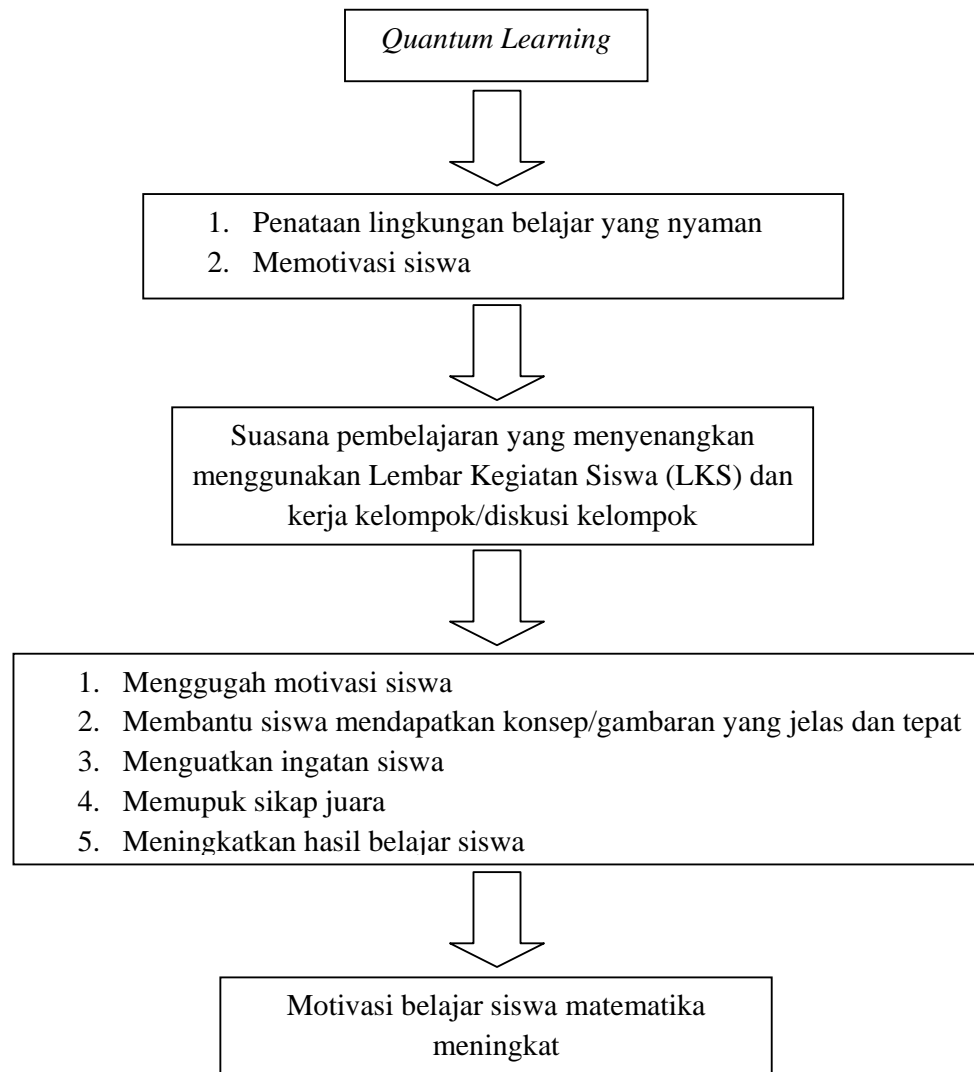 Quantum Learning
1. Penataan lingkungan belajar yang nyaman
2. Memotivasi siswa
Suasana pembelajaran yang menyenangkan
menggunakan Lembar Kegiatan Siswa (LKS) dan
kerja kelompok/diskusi kelompok
1. Menggugah motivasi siswa
2. Membantu siswa mendapatkan konsep/gambaran yang jelas dan tepat
3. Menguatkan ingatan siswa
4. Memupuk sikap juara
5. Meningkatkan hasil belajar siswa
Motivasi belajar siswa matematika
meningkat